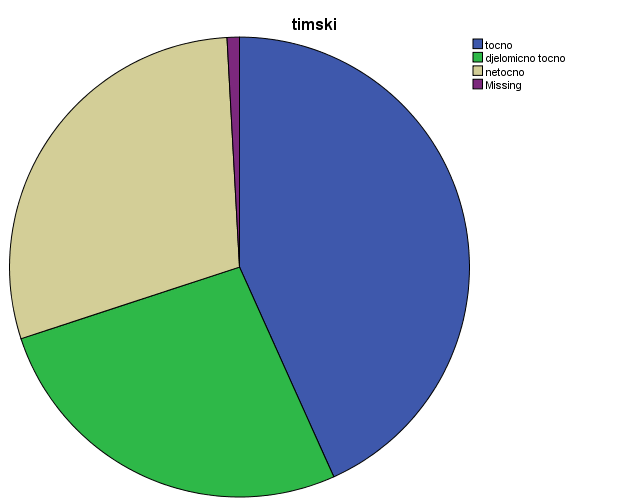 timski
tocno
djelomicno tocno
netocno
Missing